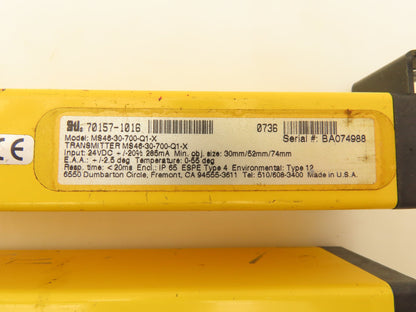 STI. 70157-1016 0736
Model: MS46-30-700-Q1-X Serial #: BA074988
TRANSMITTER MS46-30-700-Q1-X
Input: 24VDC +/-20% 285mA Min. obj. size: 30mm/52mm/74mm
E.A.A.: +/-2.5 deg Temperature: 0-55 deg
Resp. time: <20ms Encl.: IP 65 ESPE Type 4 Environmental: Type 12
6550 Dumbarton Circle, Fremont, CA 94555-3611 Tel: 510/608-3400 Made in U.S.A.
CE